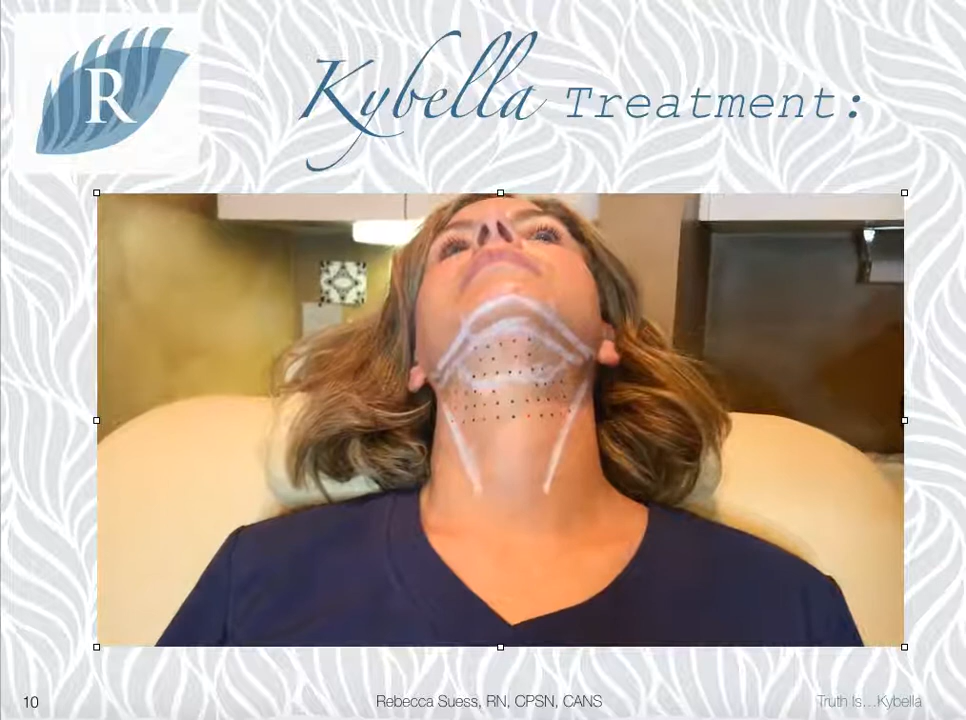 R
Kybella Treatment:
10
Rebecca Suess, RN, CPSN, CANS
Truth Is...Kybella